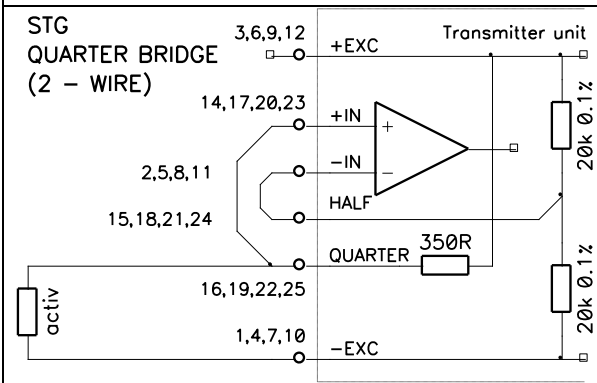 STG
QUARTER BRIDGE
(2 – WIRE)
3,6,9,12
+EXC
Transmitter unit
14,17,20,23
+IN
+
20k 0.1%
2,5,8,11
-IN
-
15,18,21,24
HALF
QUARTER
350R
16,19,22,25
activ
20k 0.1%
1,4,7,10
-EXC